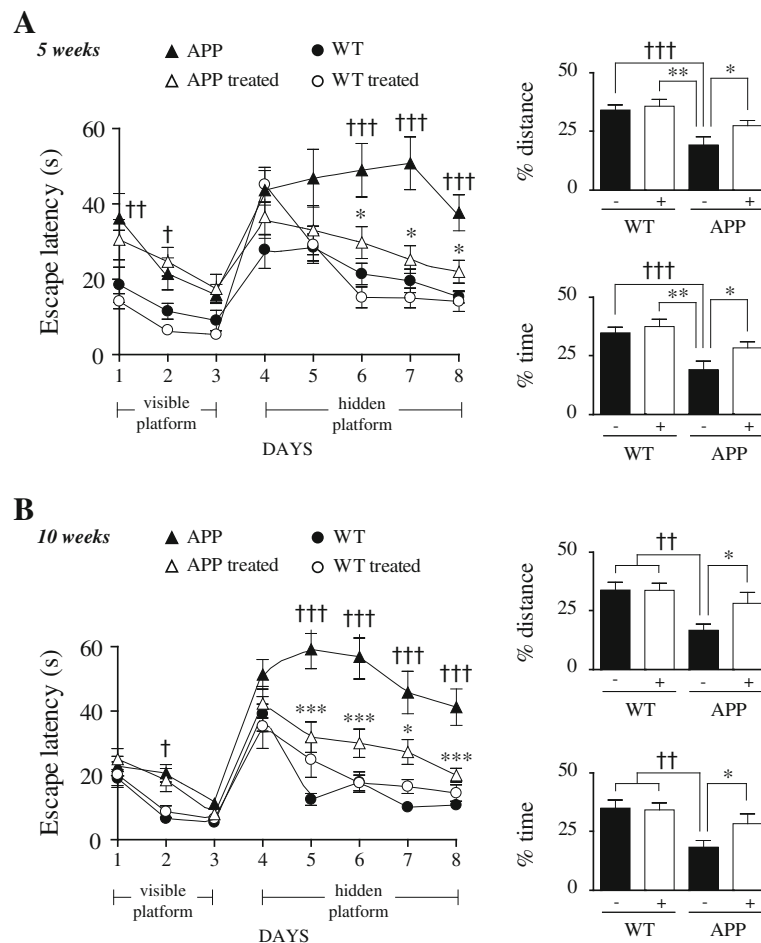 A
5 weeks
▲ APP
● WT
△ APP treated
○ WT treated
Escape latency (s)
60
40
20
0
††
†
†††
†††
†††
*
*
*
1 2 3 4 5 6 7 8
visible platform
hidden platform
DAYS
% distance
50
25
0
†††
**
*
- + - +
WT APP
% time
50
25
0
†††
**
*
- + - +
WT APP
B
10 weeks
▲ APP
● WT
△ APP treated
○ WT treated
Escape latency (s)
60
40
20
0
†
†††
†††
†††
†††
***
***
*
***
1 2 3 4 5 6 7 8
visible platform
hidden platform
DAYS
% distance
50
25
0
††
*
- + - +
WT APP
% time
50
25
0
††
*
- + - +
WT APP